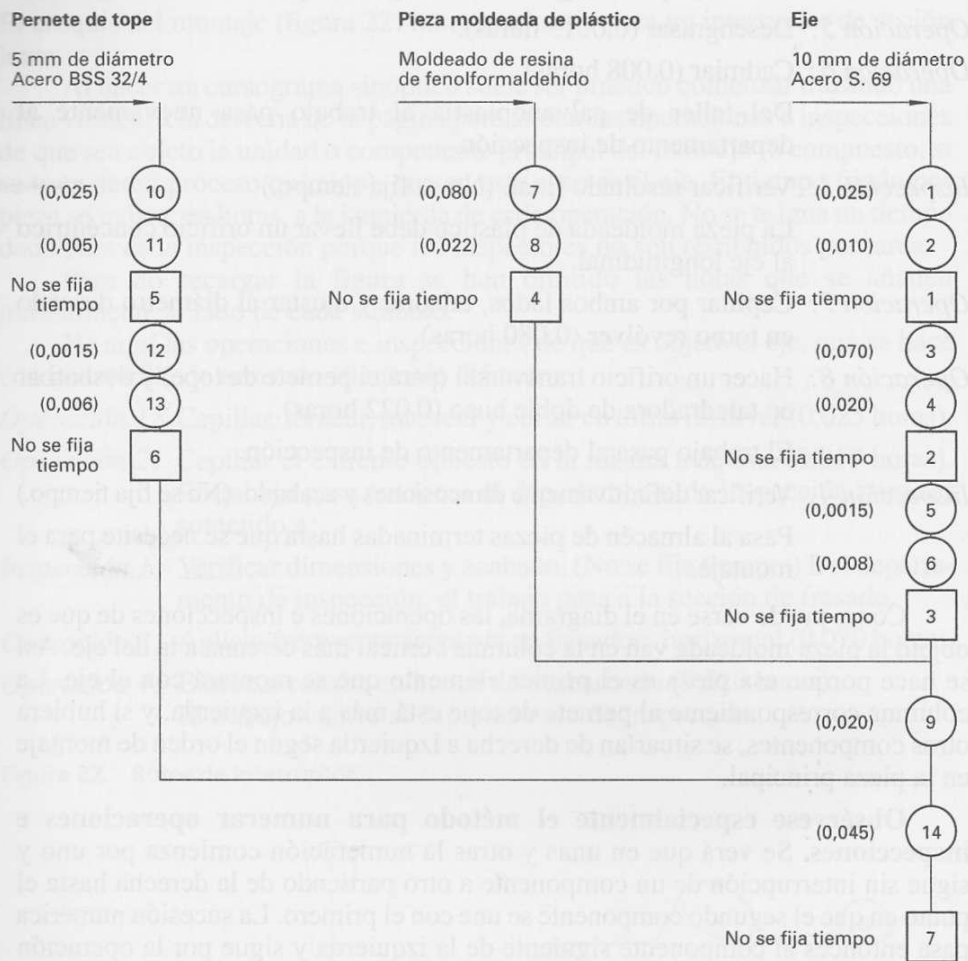 Pernete de tope
5 mm de diámetro
Acero BSS 32/4
(0,025) 10
(0,005) 11
No se fija
tiempo 5
(0,0015) 12
(0,006) 13
No se fija
tiempo 6
Pieza moldeada de plástico
Moldeado de resina
de fenolformaldehído
(0,080) 7
(0,022) 8
No se fija tiempo 4
Eje
10 mm de diámetro
S. 69
(0,025) 1
(0,010) 2
No se fija tiempo 1
(0,070) 3
(0,020) 4
No se fija tiempo 2
(0,0015) 5
(0,008) 6
No se fija tiempo 3
(0,020) 9
(0,045) 14
No se fija tiempo 7